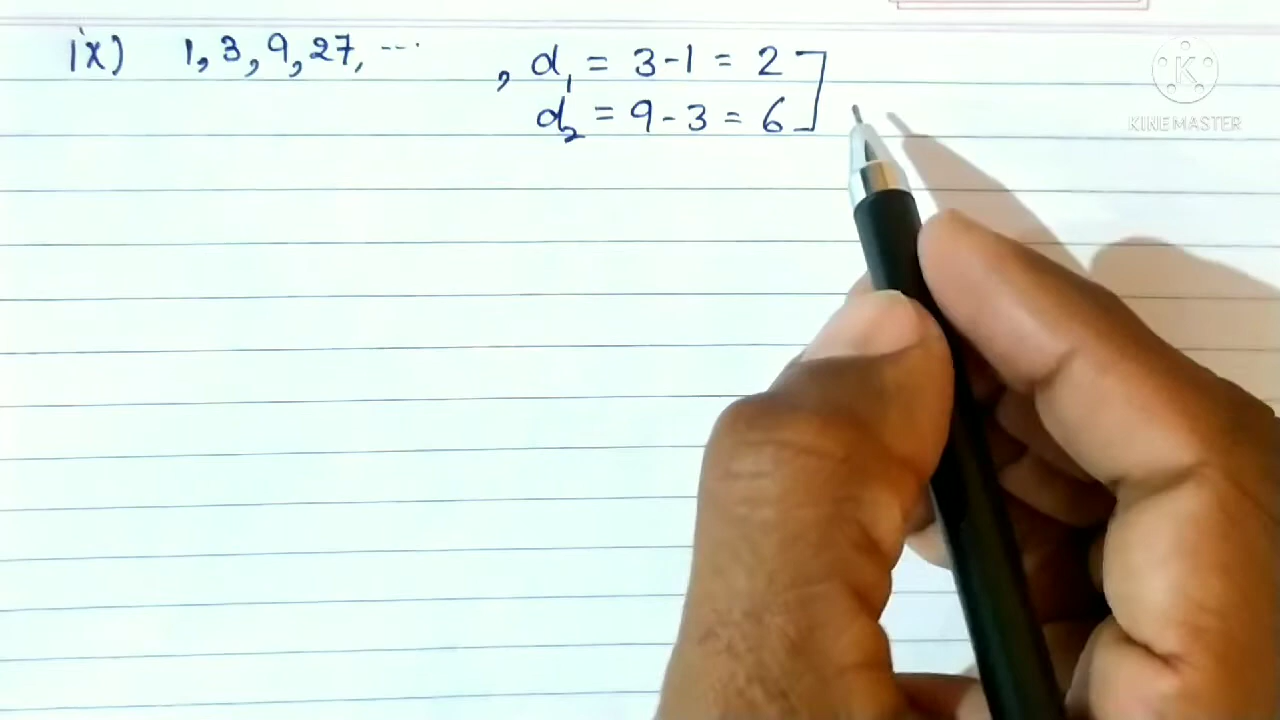 ix) 1, 3, 9, 27, ... , d₁ = 3-1 = 2
d₂ = 9-3 = 6
K
KINEMASTER